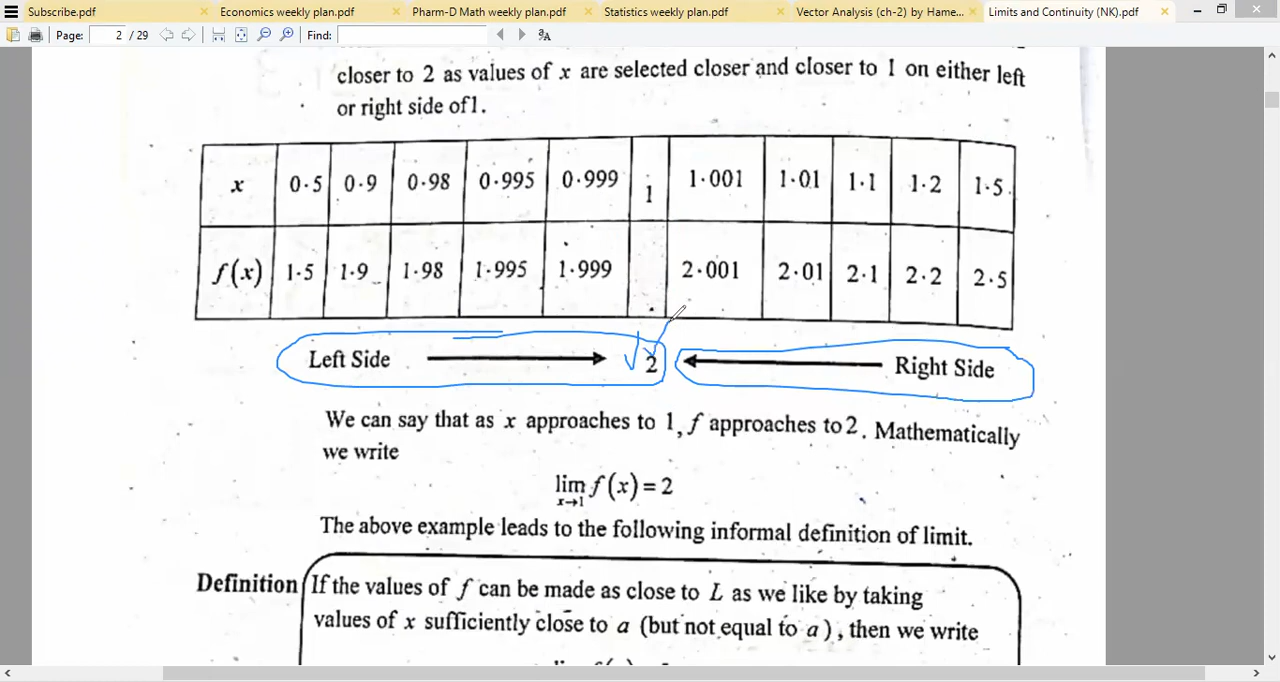 Subscribe.pdf Economics weekly plan.pdf Pharm-D Math weekly plan.pdf Statistics weekly plan.pdf Vector Analysis (ch-2) by Hame... Limits and Continuity (NK).pdf
Page: 2 / 29 Find:
closer to 2 as values of x are selected closer and closer to 1 on either left
or right side of1.
x 0·5 0·9 0·98 0·995 0·999 1 1·001 1·01 1·1 1·2 1·5
f(x) 1·5 1·9 1·98 1·995 1·999 2·001 2·01 2·1 2·2 2·5
Left Side 2 Right Side
We can say that as x approaches to 1, f approaches to 2. Mathematically
we write
lim f(x) = 2
x→1
The above example leads to the following informal definition of limit.
Definition If the values of f can be made as close to L as we like by taking
values of x sufficiently close to a (but not equal to a), then we write